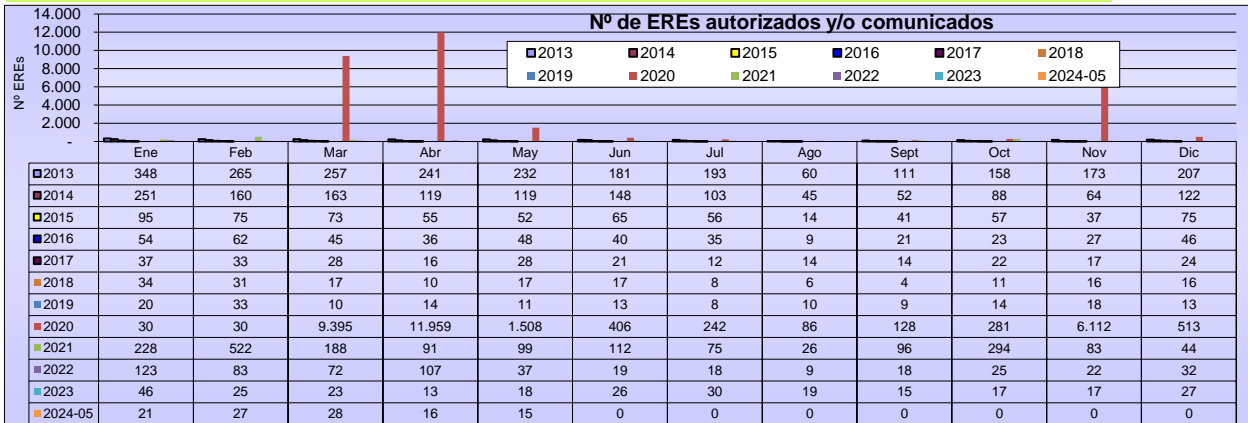 Nº de EREs autorizados y/o comunicados
Nº EREs
14.000
12.000
10.000
8.000
6.000
4.000
2.000
-
2013 2014 2015 2016 2017 2018
2019 2020 2021 2022 2023 2024-05
Ene Feb Mar Abr May Jun Jul Ago Sept Oct Nov Dic
2013 348 265 257 241 232 181 193 60 111 158 173 207
2014 251 160 163 119 119 148 103 45 52 88 64 122
2015 95 75 73 55 52 65 56 14 41 57 37 75
2016 54 62 45 36 48 40 35 9 21 23 27 46
2017 37 33 28 16 28 21 12 14 14 22 17 24
2018 34 31 17 10 17 17 8 6 4 11 16 16
2019 20 33 10 14 11 13 8 10 9 14 18 13
2020 30 30 9.395 11.959 1.508 406 242 86 128 281 6.112 513
2021 228 522 188 91 99 112 75 26 96 294 83 44
2022 123 83 72 107 37 19 18 9 18 25 22 32
2023 46 25 23 13 18 26 30 19 15 17 17 27
2024-05 21 27 28 16 15 0 0 0 0 0 0 0